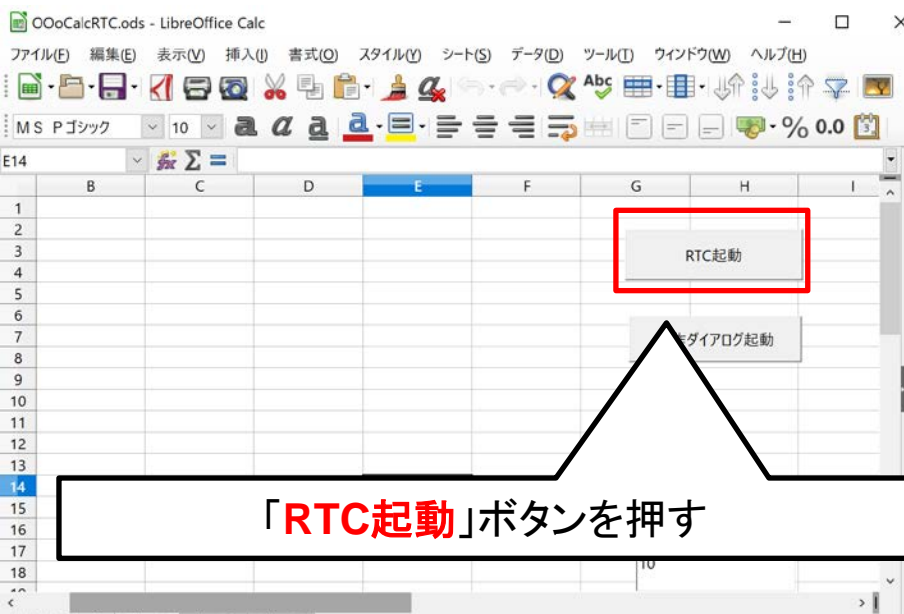 OOoCalcRTC.ods - LibreOffice Calc
ファイル(F) 編集(E) 表示(V) 挿入(I) 書式(O) スタイル(Y) シート(S) データ(D) ツール(T) ウィンドウ(W) ヘルプ(H)
Abc
MS Pゴシック 10 a a a a % 0.0
E14 fx Σ =
B C D E F G H I
1
2
3 RTC起動
4
5
6
7 ダイアログ起動
8
9
10
11
12
13
14
15 「RTC起動」ボタンを押す
16
17
18 10